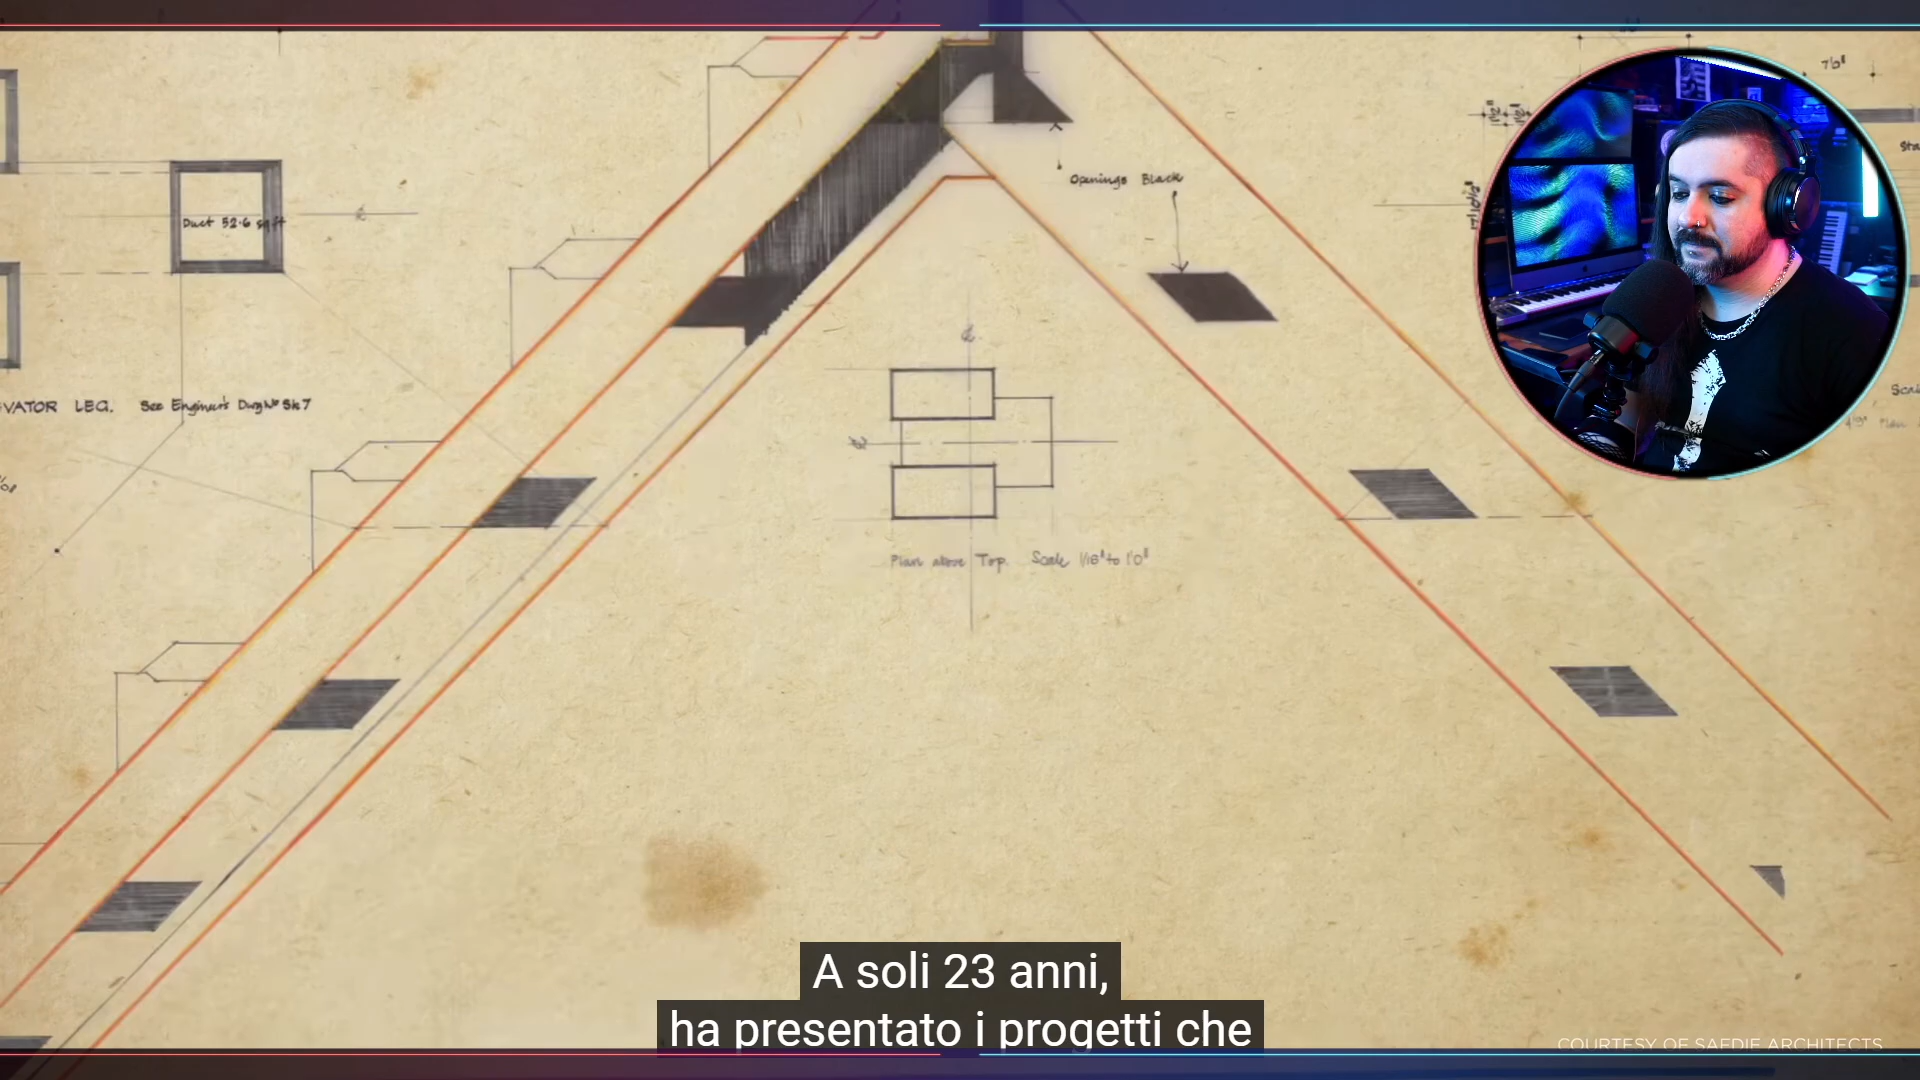 7'0"
Openings Black
Duct 52.6 sq ft
VATOR LEG. See Engineer's Dwg Nº Sk 7
Plan above Top. Scale 1/16" to 1'0"
A soli 23 anni,
ha presentato i progetti che
COURTESY OF SAFDIE ARCHITECTS